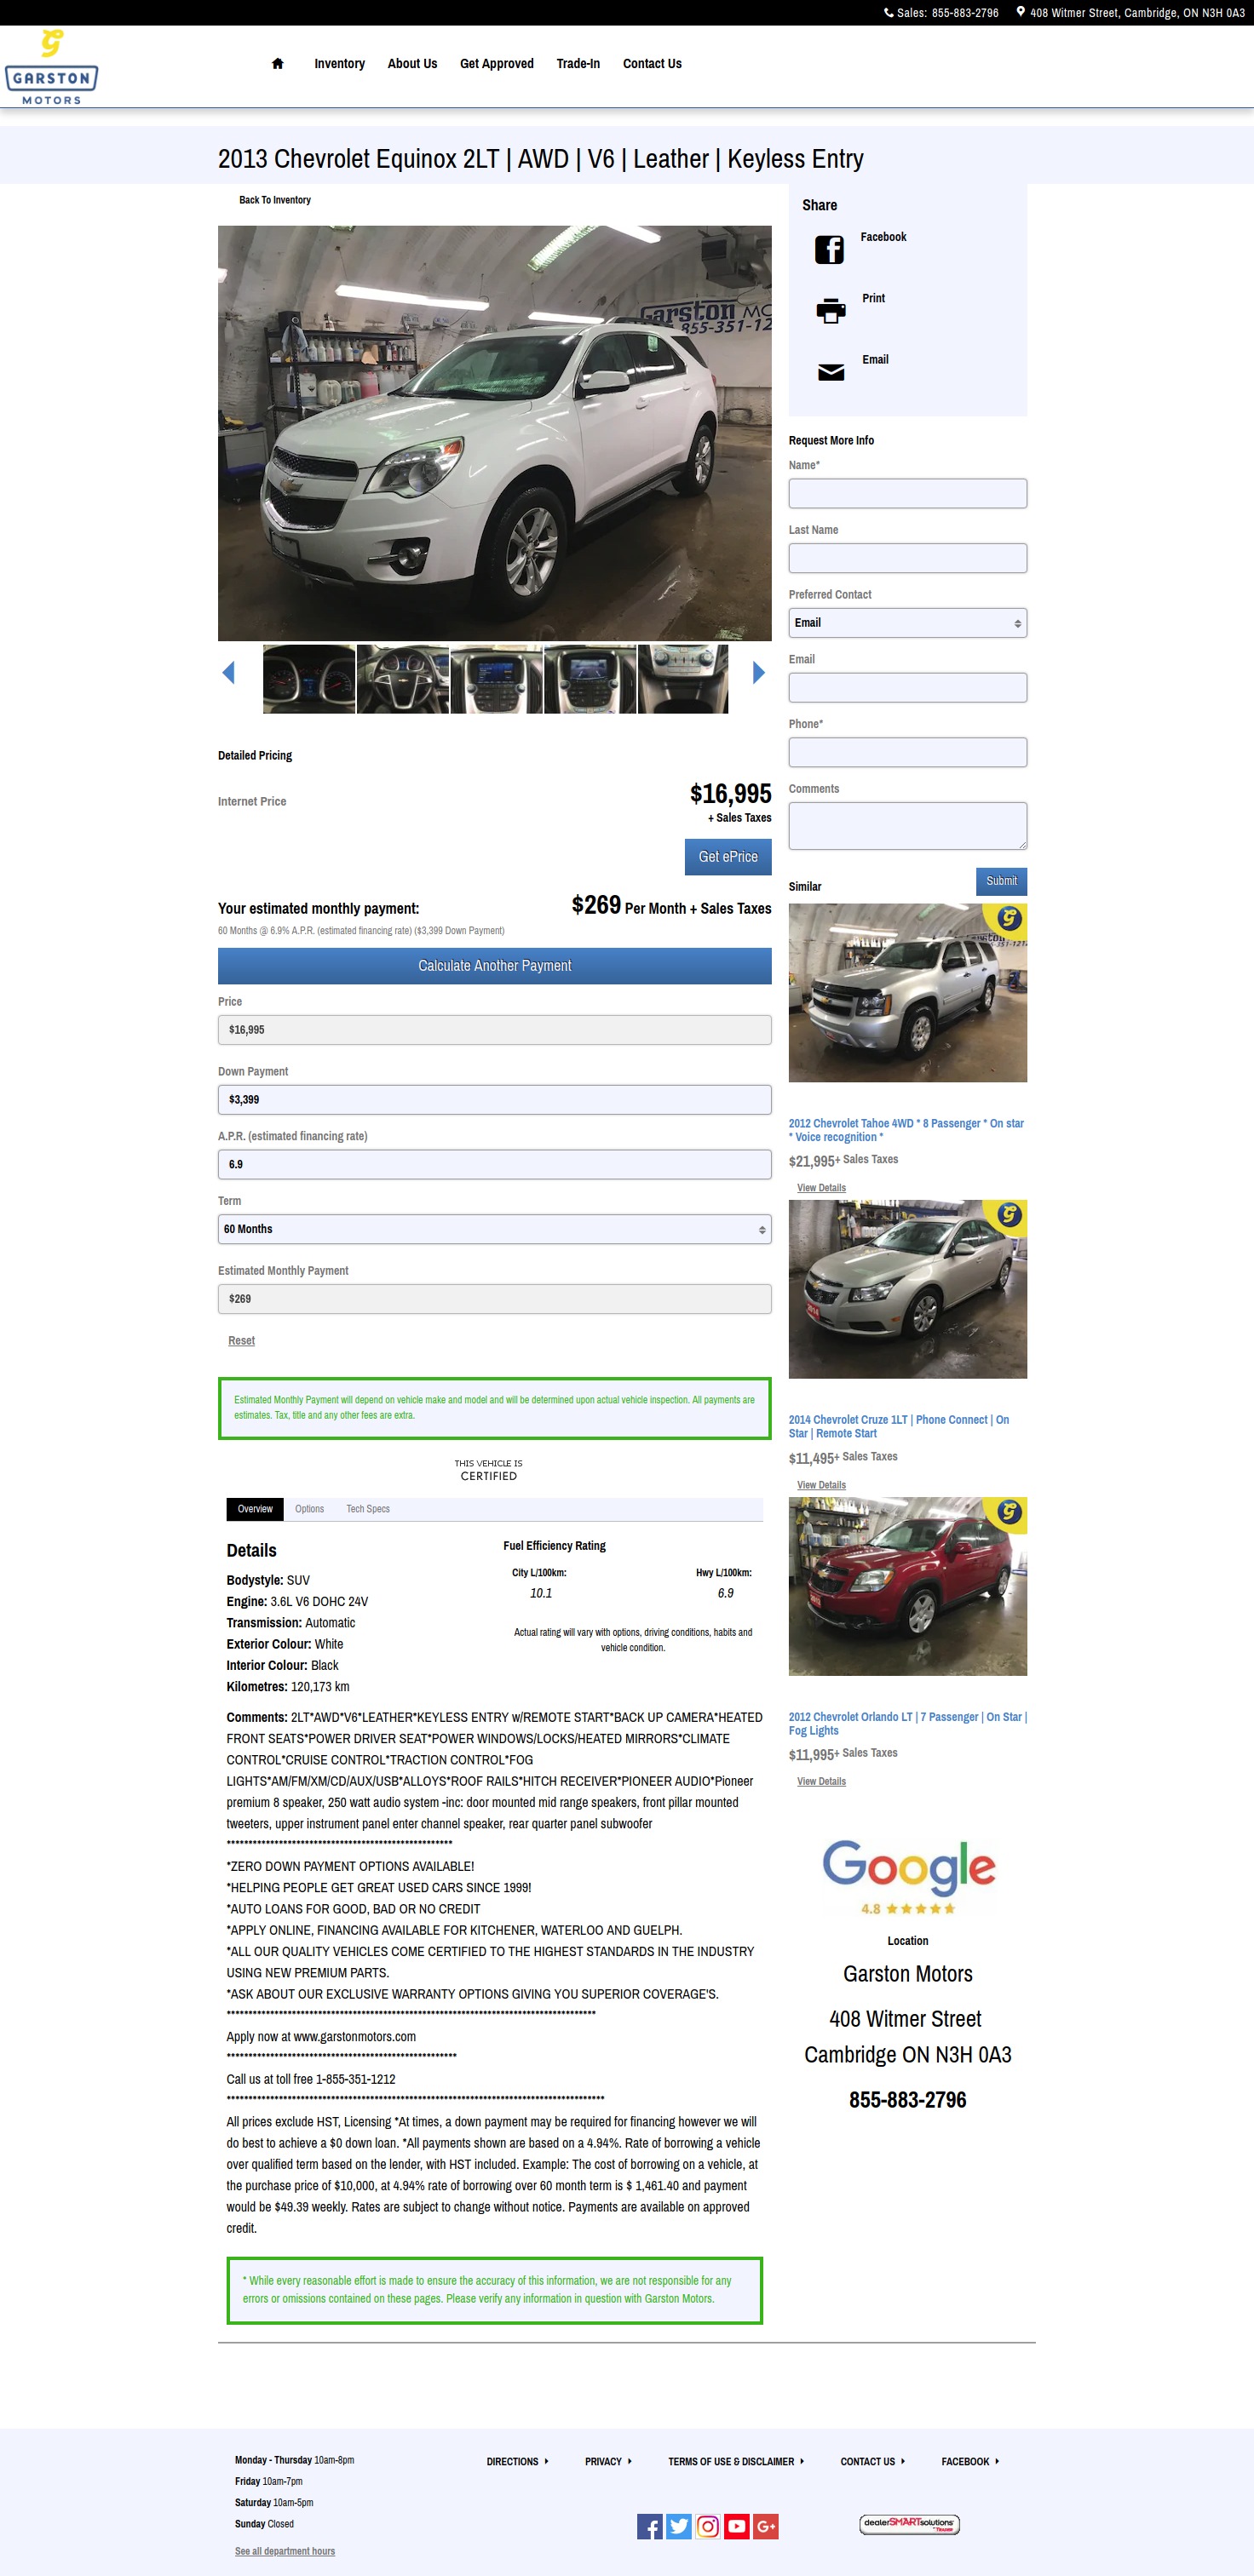 Sales: 855-883-2796 408 Witmer Street, Cambridge, ON N3H 0A3
G
GARSTON
MOTORS
Inventory About Us Get Approved Trade-In Contact Us
2013 Chevrolet Equinox 2LT | AWD | V6 | Leather | Keyless Entry
Back To Inventory
Garston MO
855-351-12
Detailed Pricing
Internet Price
$16,995
+ Sales Taxes
Get ePrice
Your estimated monthly payment:
$269 Per Month + Sales Taxes
60 Months @ 6.9% A.P.R. (estimated financing rate) ($3,399 Down Payment)
Calculate Another Payment
Price
$16,995
Down Payment
$3,399
A.P.R. (estimated financing rate)
6.9
Term
60 Months
Estimated Monthly Payment
$269
Reset
Estimated Monthly Payment will depend on vehicle make and model and will be determined upon actual vehicle inspection. All payments are
estimates. Tax, title and any other fees are extra.
THIS VEHICLE IS
CERTIFIED
Overview Options Tech Specs
Details
Bodystyle: SUV
Engine: 3.6L V6 DOHC 24V
Transmission: Automatic
Exterior Colour: White
Interior Colour: Black
Kilometres: 120,173 km
Fuel Efficiency Rating
City L/100km: Hwy L/100km:
10.1 6.9
Actual rating will vary with options, driving conditions, habits and
vehicle condition.
Comments: 2LT*AWD*V6*LEATHER*KEYLESS ENTRY w/REMOTE START*BACK UP CAMERA*HEATED
FRONT SEATS*POWER DRIVER SEAT*POWER WINDOWS/LOCKS/HEATED MIRRORS*CLIMATE
CONTROL*CRUISE CONTROL*TRACTION CONTROL*FOG
LIGHTS*AM/FM/XM/CD/AUX/USB*ALLOYS*ROOF RAILS*HITCH RECEIVER*PIONEER AUDIO*Pioneer
premium 8 speaker, 250 watt audio system -inc: door mounted mid range speakers, front pillar mounted
tweeters, upper instrument panel enter channel speaker, rear quarter panel subwoofer
****************************************************
*ZERO DOWN PAYMENT OPTIONS AVAILABLE!
*HELPING PEOPLE GET GREAT USED CARS SINCE 1999!
*AUTO LOANS FOR GOOD, BAD OR NO CREDIT
*APPLY ONLINE, FINANCING AVAILABLE FOR KITCHENER, WATERLOO AND GUELPH.
*ALL OUR QUALITY VEHICLES COME CERTIFIED TO THE HIGHEST STANDARDS IN THE INDUSTRY
USING NEW PREMIUM PARTS.
*ASK ABOUT OUR EXCLUSIVE WARRANTY OPTIONS GIVING YOU SUPERIOR COVERAGE'S.
*************************************************************************************
Apply now at www.garstonmotors.com
*****************************************************
Call us at toll free 1-855-351-1212
***************************************************************************************
All prices exclude HST, Licensing *At times, a down payment may be required for financing however we will
do best to achieve a $0 down loan. *All payments shown are based on a 4.94%. Rate of borrowing a vehicle
over qualified term based on the lender, with HST included. Example: The cost of borrowing on a vehicle, at
the purchase price of $10,000, at 4.94% rate of borrowing over 60 month term is $ 1,461.40 and payment
would be $49.39 weekly. Rates are subject to change without notice. Payments are available on approved
credit.
* While every reasonable effort is made to ensure the accuracy of this information, we are not responsible for any
errors or omissions contained on these pages. Please verify any information in question with Garston Motors.
Share
Facebook
Print
Email
Request More Info
Name*
Last Name
Preferred Contact
Email
Email
Phone*
Comments
Submit
Similar
2012 Chevrolet Tahoe 4WD * 8 Passenger * On star
* Voice recognition *
$21,995+ Sales Taxes
View Details
2014 Chevrolet Cruze 1LT | Phone Connect | On
Star | Remote Start
$11,495+ Sales Taxes
View Details
2012 Chevrolet Orlando LT | 7 Passenger | On Star |
Fog Lights
$11,995+ Sales Taxes
View Details
Google
4.8
Location
Garston Motors
408 Witmer Street
Cambridge ON N3H 0A3
855-883-2796
Monday - Thursday 10am-8pm
Friday 10am-7pm
Saturday 10am-5pm
Sunday Closed
See all department hours
DIRECTIONS PRIVACY TERMS OF USE & DISCLAIMER CONTACT US FACEBOOK
dealerSMARTsolutions